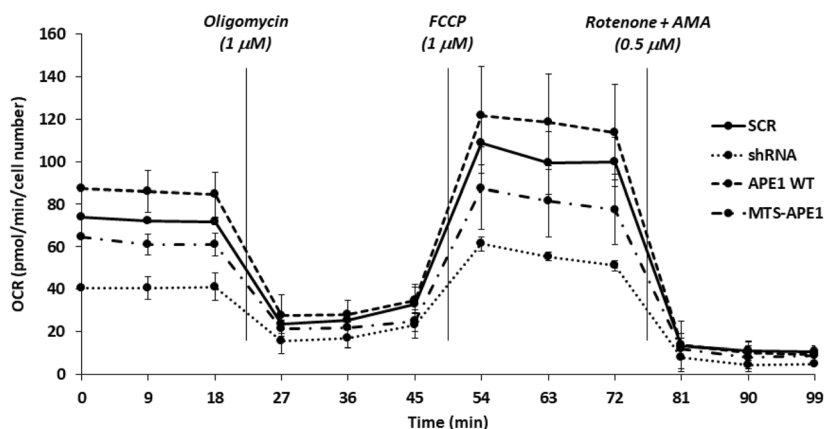 Oligomycin
(1 µM)
FCCP
(1 µM)
Rotenone + AMA
(0.5 µM)
160
140
120
100
80
60
40
20
0
OCR (pmol/min/cell number)
SCR
shRNA
APE1 WT
MTS-APE1
0 9 18 27 36 45 54 63 72 81 90 99
Time (min)